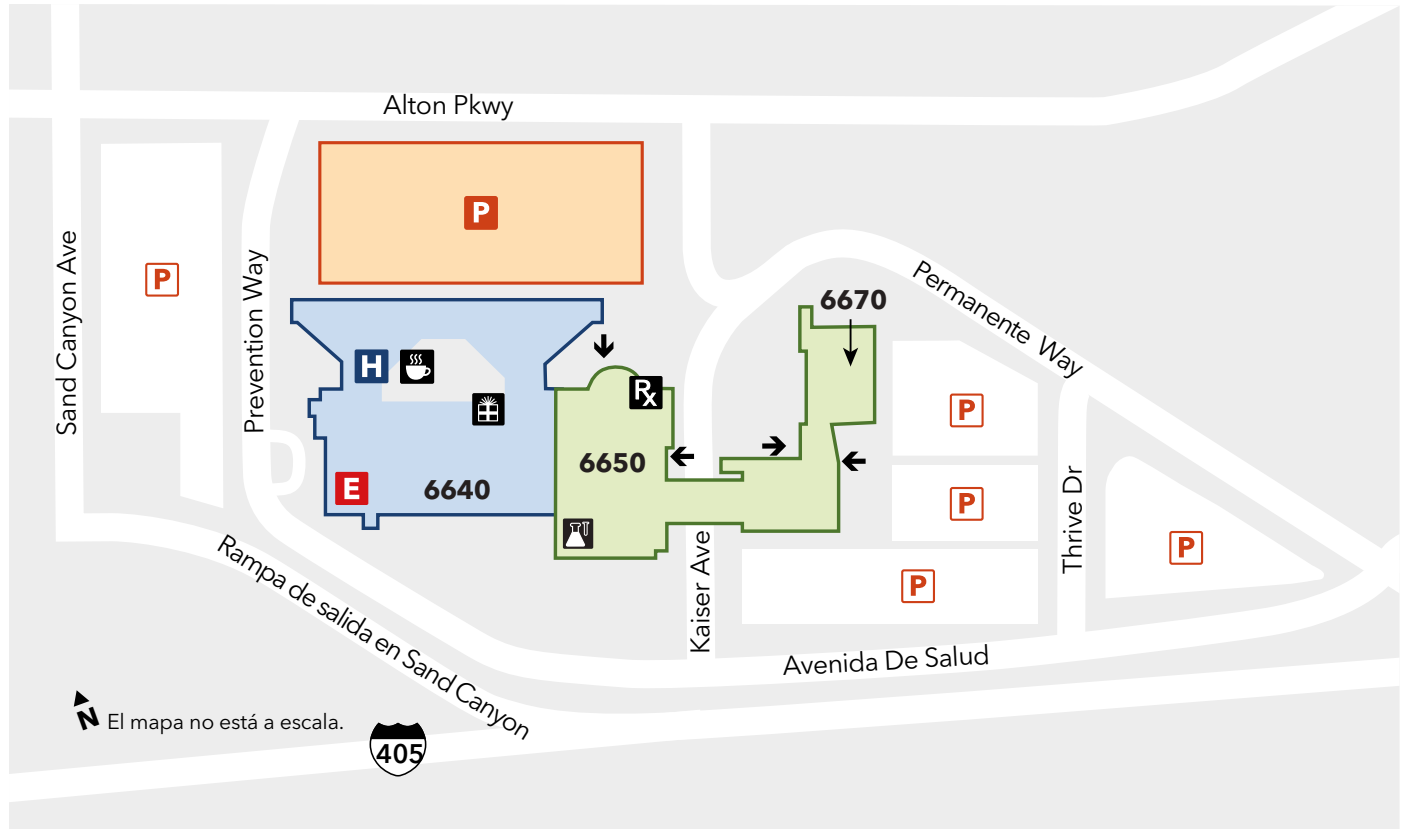 Alton Pkwy
P
Sand Canyon Ave
P
Prevention Way
Permanente Way
6670
H
Rx
P
6650
E
6640
P
Thrive Dr
P
Kaiser Ave
P
Rampa de salida en Sand Canyon
Avenida De Salud
N
El mapa no está a escala.
405